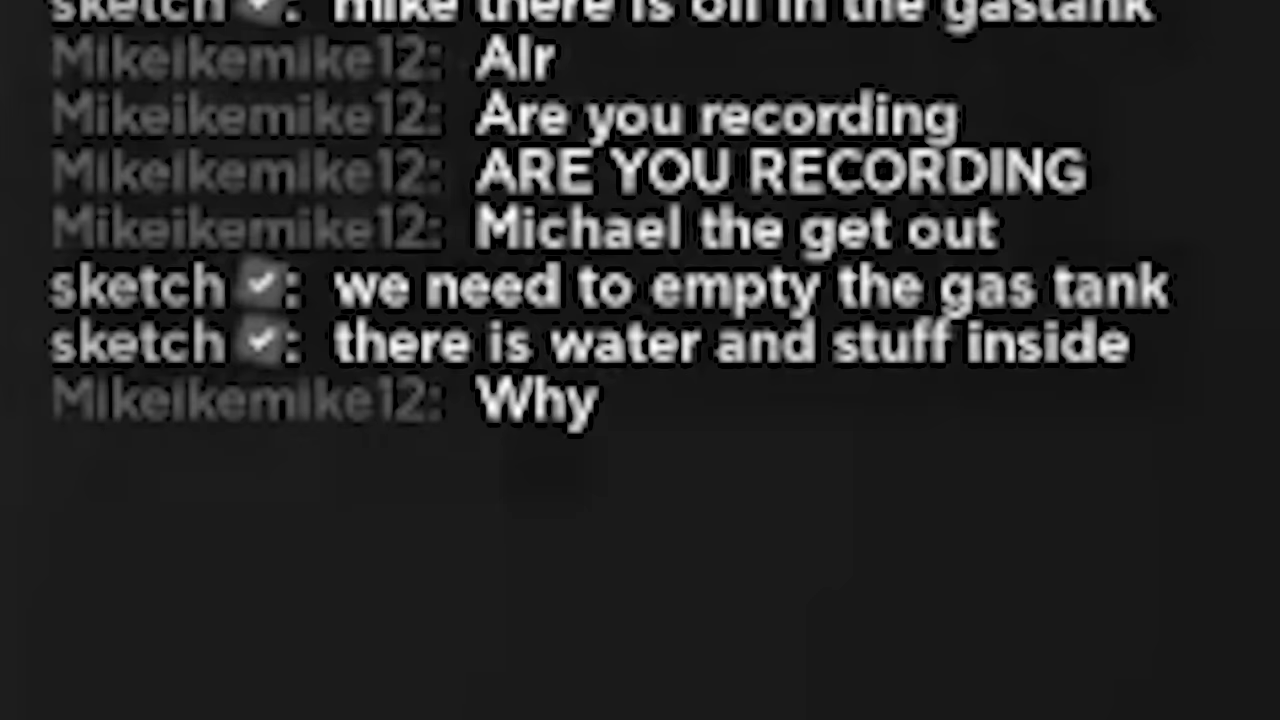 sketch: mike there is oil in the gastank
Mikeikemike12: Alr
Mikeikemike12: Are you recording
Mikeikemike12: ARE YOU RECORDING
Mikeikemike12: Michael the get out
sketch: we need to empty the gas tank
sketch: there is water and stuff inside
Mikeikemike12: Why